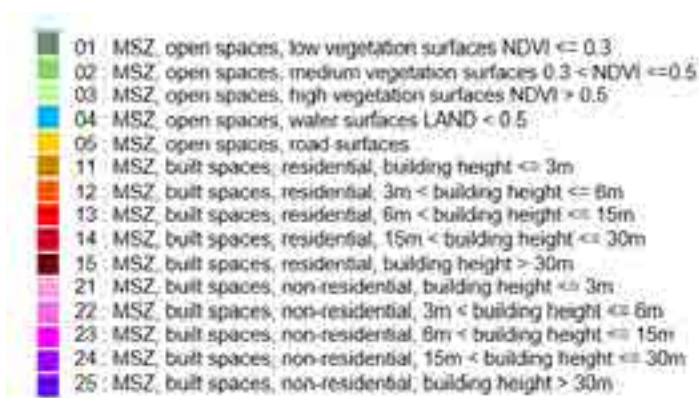 01 : MSZ, open spaces, low vegetation surfaces NDVI <= 0.3
02 : MSZ, open spaces, medium vegetation surfaces 0.3 < NDVI <=0.5
03 : MSZ, open spaces, high vegetation surfaces NDVI > 0.5
04 : MSZ, open spaces, water surfaces LAND < 0.5
05 : MSZ, open spaces, road surfaces
11 : MSZ, built spaces, residential, building height <= 3m
12 : MSZ, built spaces, residential, 3m < building height <= 6m
13 : MSZ, built spaces, residential, 6m < building height <= 15m
14 : MSZ, built spaces, residential, 15m < building height <= 30m
15 : MSZ, built spaces, residential, building height > 30m
21 : MSZ, built spaces, non-residential, building height <= 3m
22 : MSZ, built spaces, non-residential, 3m < building height <= 6m
23 : MSZ, built spaces, non-residential, 6m < building height <= 15m
24 : MSZ, built spaces, non-residential, 15m < building height <= 30m
25 : MSZ, built spaces, non-residential, building height > 30m